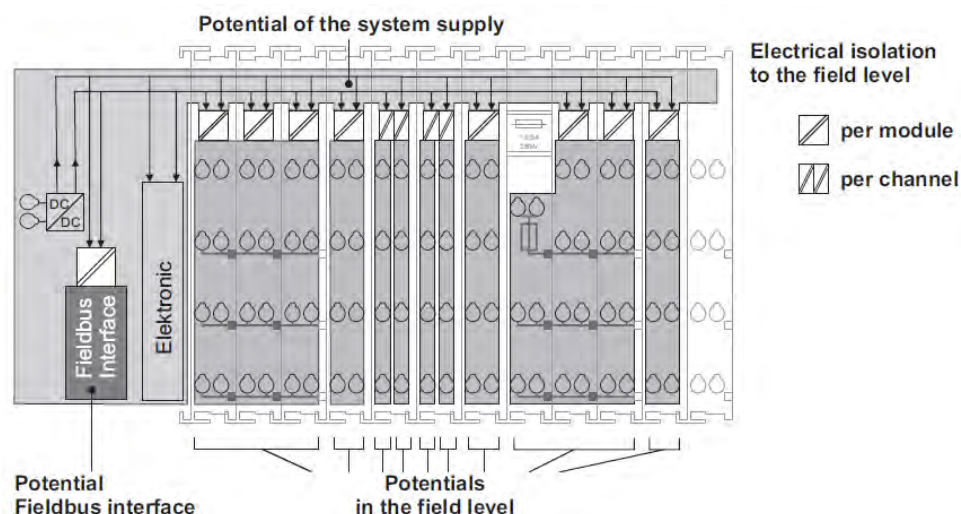 Potential of the system supply
Electrical isolation
to the field level
per module
per channel
DC
DC
Fieldbus
Interface
Elektronic
Potential
Fieldbus interface
Potentials
in the field level